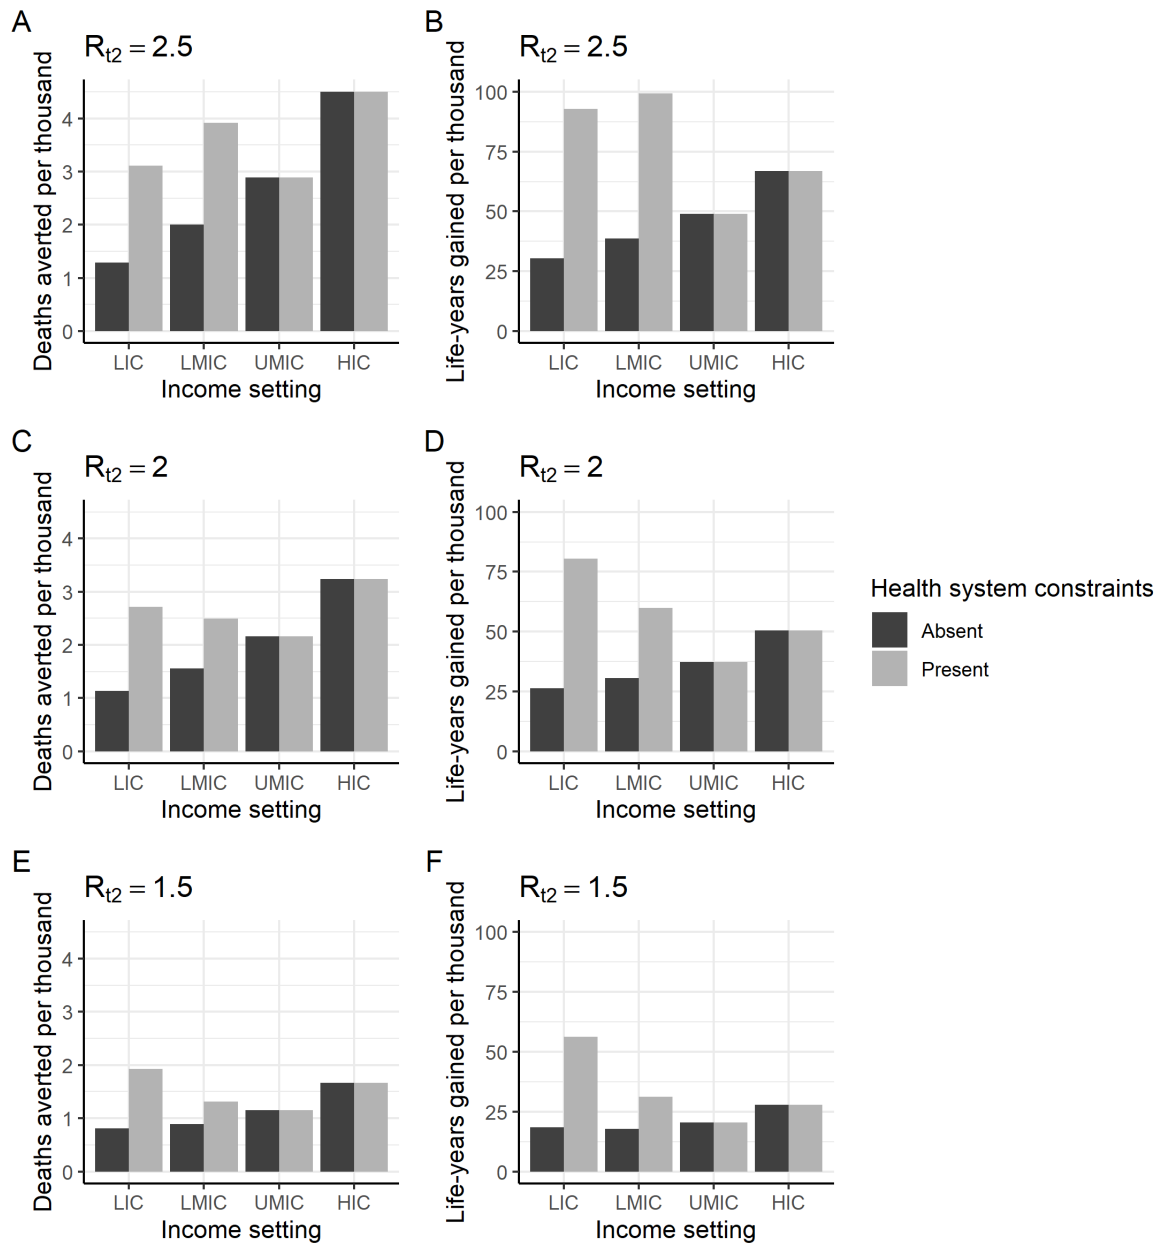 A
R_t2 = 2.5
Deaths averted per thousand
4
3
2
1
0
LIC LMIC UMIC HIC
Income setting
B
R_t2 = 2.5
Life-years gained per thousand
100
75
50
25
0
LIC LMIC UMIC HIC
Income setting
C
R_t2 = 2
Deaths averted per thousand
4
3
2
1
0
LIC LMIC UMIC HIC
Income setting
D
R_t2 = 2
Life-years gained per thousand
100
75
50
25
0
LIC LMIC UMIC HIC
Income setting
Health system constraints
Absent
Present
E
R_t2 = 1.5
Deaths averted per thousand
4
3
2
1
0
LIC LMIC UMIC HIC
Income setting
F
R_t2 = 1.5
Life-years gained per thousand
100
75
50
25
0
LIC LMIC UMIC HIC
Income setting